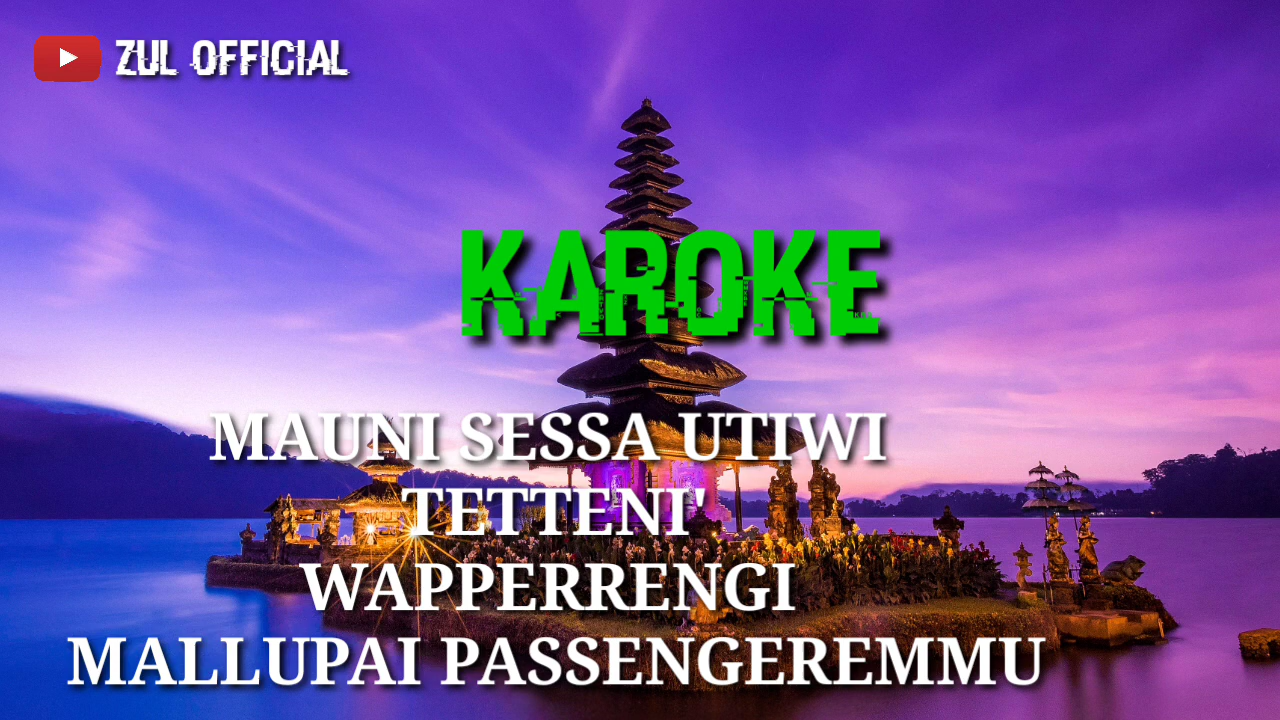 ZUL OFFICIAL
KAROKE
MAUNI SESSA UTIWI
TETTENI'
WAPPERRENGI
MALLUPAI PASSENGEREMMU